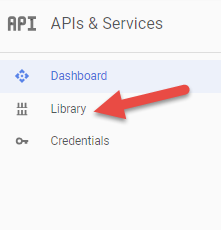 API APIs & Services
Dashboard
Library
Credentials